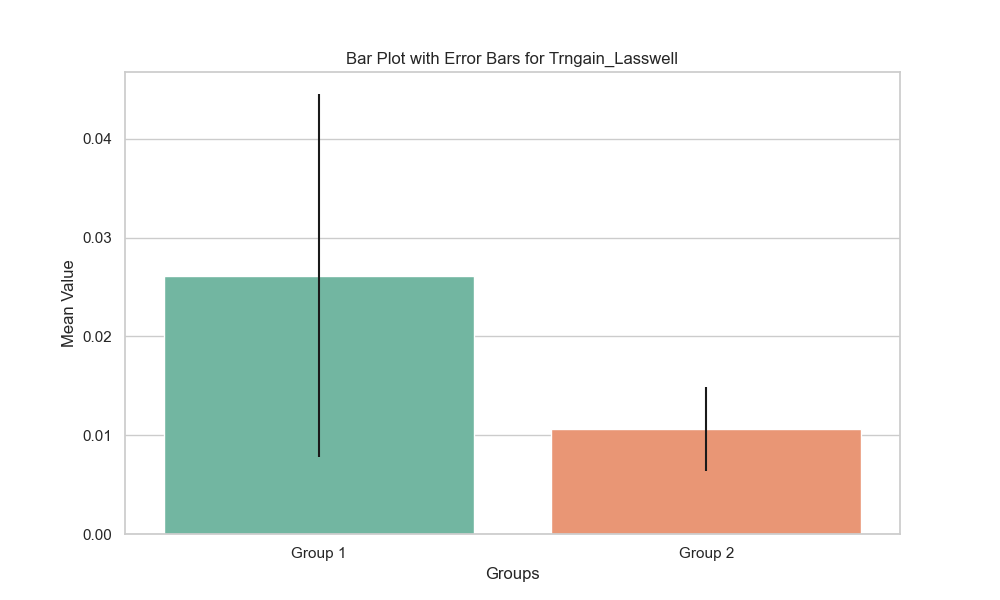 Bar Plot with Error Bars for Trngain_Lasswell
0.04
0.03
0.02
0.01
0.00
Mean Value
Group 1
Group 2
Groups